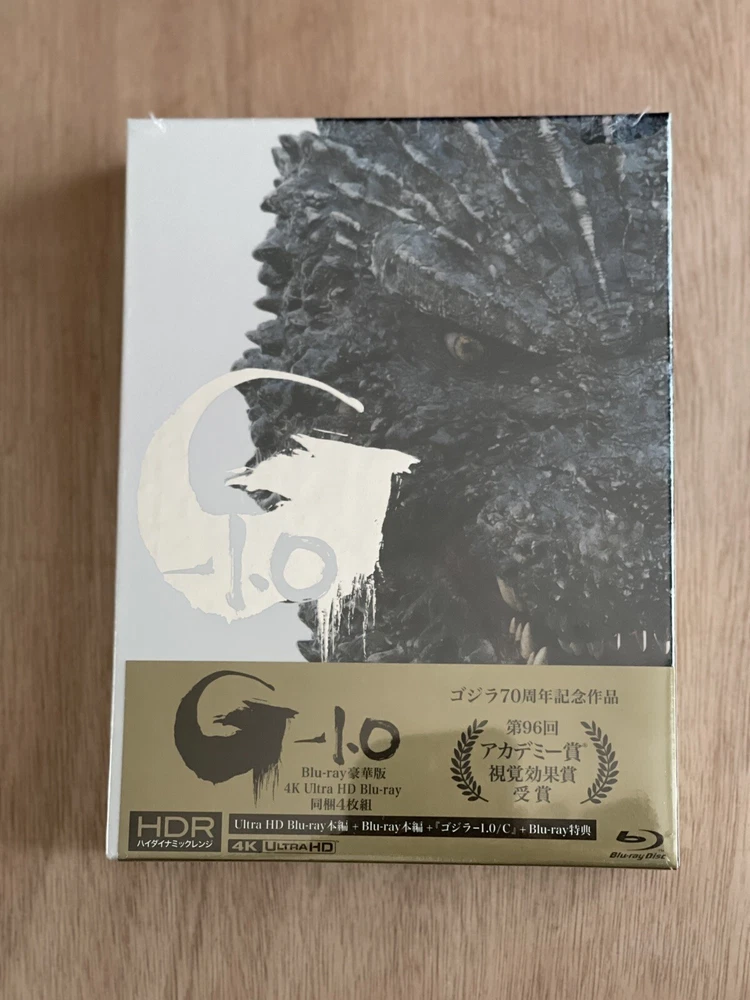 G
-1.0
G -1.0
Blu-ray豪華版
4K Ultra HD Blu-ray
同梱4枚組
ゴジラ70周年記念作品
第96回
アカデミー賞®
視覚効果賞
受賞
HDR
ハイダイナミックレンジ
Ultra HD Blu-ray本編 + Blu-ray本編 +『ゴジラ-1.0/C』+ Blu-ray特典
4K ULTRA HD
Blu-ray Disc